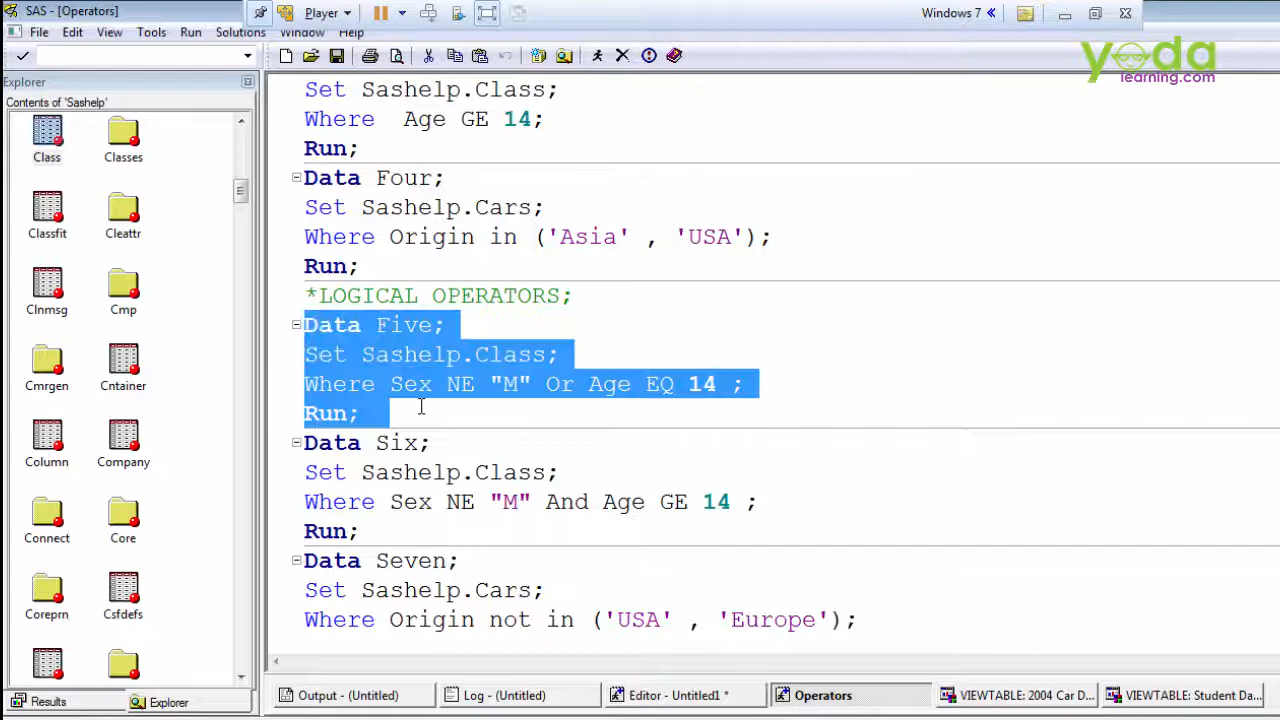 SAS - [Operators]
Player
Windows 7
File Edit View Tools Run Solutions Window Help
yoda
learning.com
Explorer
Contents of 'Sashelp'
Class Classes
Classfit Cleattr
Clnmsg Cmp
Cmrgen Cntainer
Column Company
Connect Core
Coreprn Csfdefs
Set Sashelp.Class;
Where Age GE 14;
Run;
Data Four;
Set Sashelp.Cars;
Where Origin in ('Asia' , 'USA');
Run;
*LOGICAL OPERATORS;
Data Five;
Set Sashelp.Class;
Where Sex NE "M" Or Age EQ 14 ;
Run;
Data Six;
Set Sashelp.Class;
Where Sex NE "M" And Age GE 14 ;
Run;
Data Seven;
Set Sashelp.Cars;
Where Origin not in ('USA' , 'Europe');
Results Explorer
Output - (Untitled) Log - (Untitled) Editor - Untitled1 * Operators VIEWTABLE: 2004 Car D... VIEWTABLE: Student Da...